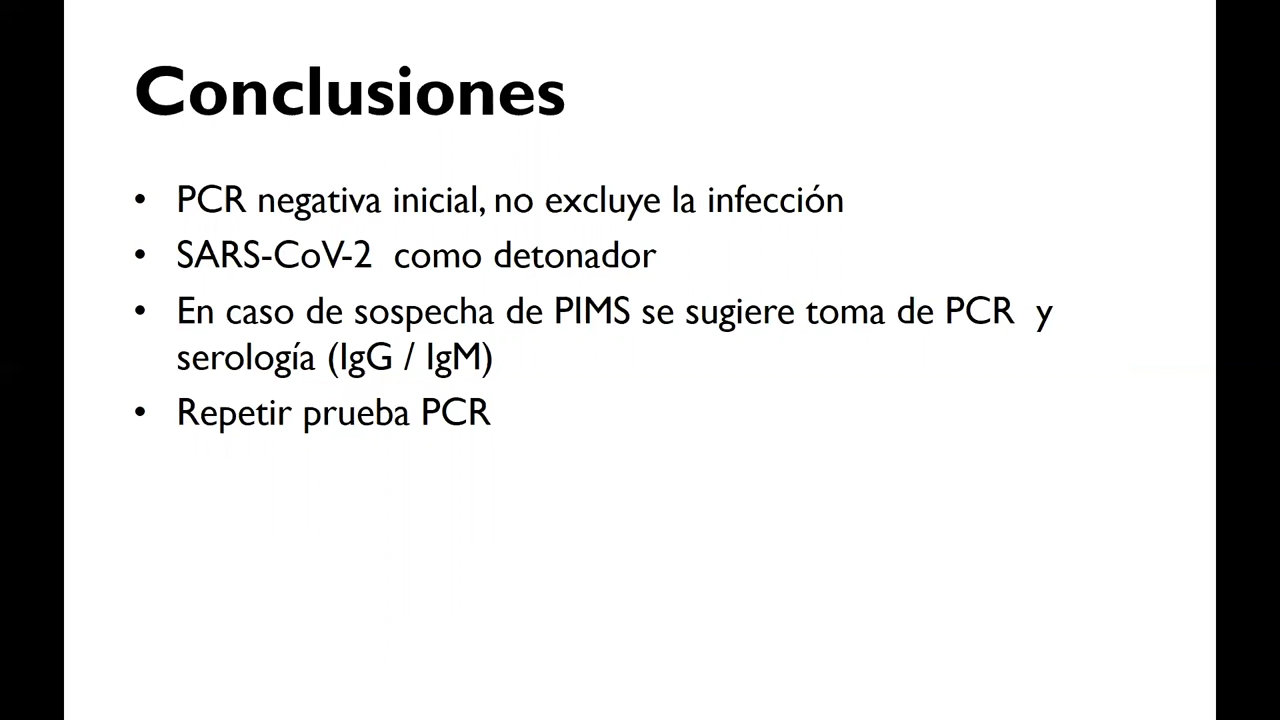 Conclusiones
• PCR negativa inicial, no excluye la infección
• SARS-CoV-2 como detonador
• En caso de sospecha de PIMS se sugiere toma de PCR y
serología (IgG / IgM)
• Repetir prueba PCR